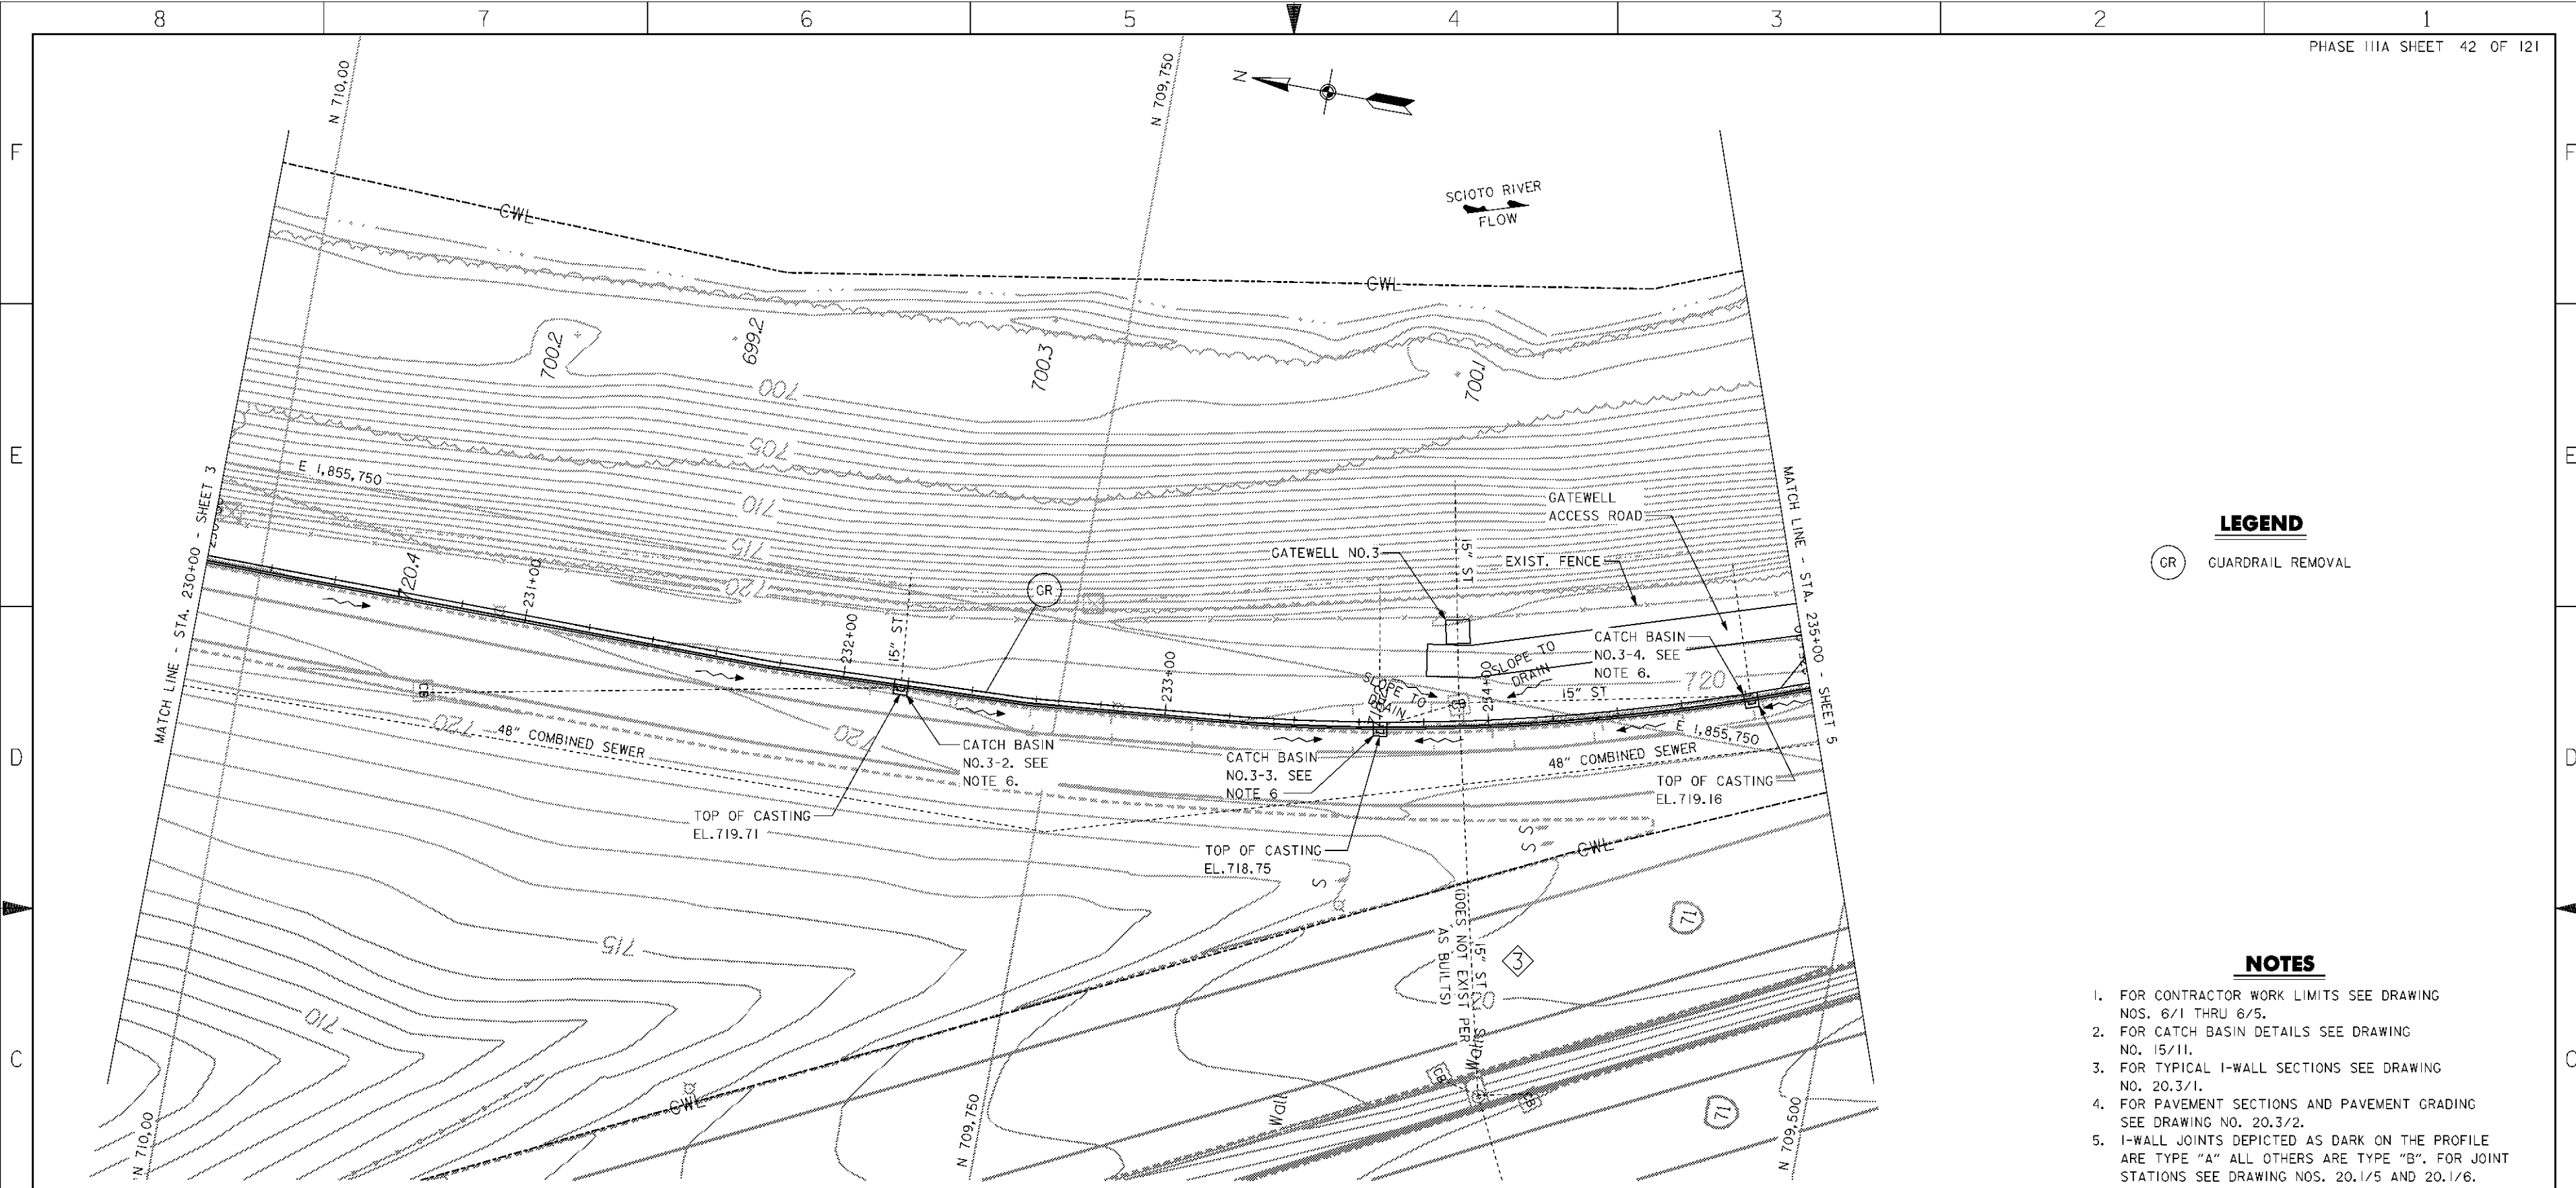 8 7 6 5 4 3 2 1
PHASE IIIA SHEET 42 OF 121
F
F
E
E
D
D
C
C
N 710,00
N 709,750
N
SCIOTO RIVER
FLOW
CWL
CWL
700.2
699.2
700.3
700.1
700
705
710
715
720
E 1,855,750
MATCH LINE - STA. 230+00 - SHEET 3
720.4
231+00
232+00
15" ST
GR
233+00
GATEWELL
ACCESS ROAD
GATEWELL NO.3
15" ST
EXIST. FENCE
MATCH LINE - STA. 235+00 - SHEET 5
CATCH BASIN
NO.3-4. SEE
NOTE 6.
SLOPE TO
DRAIN
SLOPE TO
DRAIN
234+00
15" ST
720
CB
CB
720
48" COMBINED SEWER
720
CATCH BASIN
NO.3-2. SEE
NOTE 6.
CATCH BASIN
NO.3-3. SEE
NOTE 6
E 1,855,750
48" COMBINED SEWER
TOP OF CASTING
EL.719.16
TOP OF CASTING
EL.719.71
TOP OF CASTING
EL.718.75
S
S
S
CWL
71
715
710
15" ST
(DOES NOT EXIST PER
AS BUILTS)
3
CWL
Wall
Wall
CB
CB
71
N 710,00
N 709,750
N 709,500
LEGEND
GR GUARDRAIL REMOVAL
NOTES
1. FOR CONTRACTOR WORK LIMITS SEE DRAWING
NOS. 6/1 THRU 6/5.
2. FOR CATCH BASIN DETAILS SEE DRAWING
NO. 15/11.
3. FOR TYPICAL I-WALL SECTIONS SEE DRAWING
NO. 20.3/1.
4. FOR PAVEMENT SECTIONS AND PAVEMENT GRADING
SEE DRAWING NO. 20.3/2.
5. I-WALL JOINTS DEPICTED AS DARK ON THE PROFILE
ARE TYPE "A" ALL OTHERS ARE TYPE "B". FOR JOINT
STATIONS SEE DRAWING NOS. 20.1/5 AND 20.1/6.